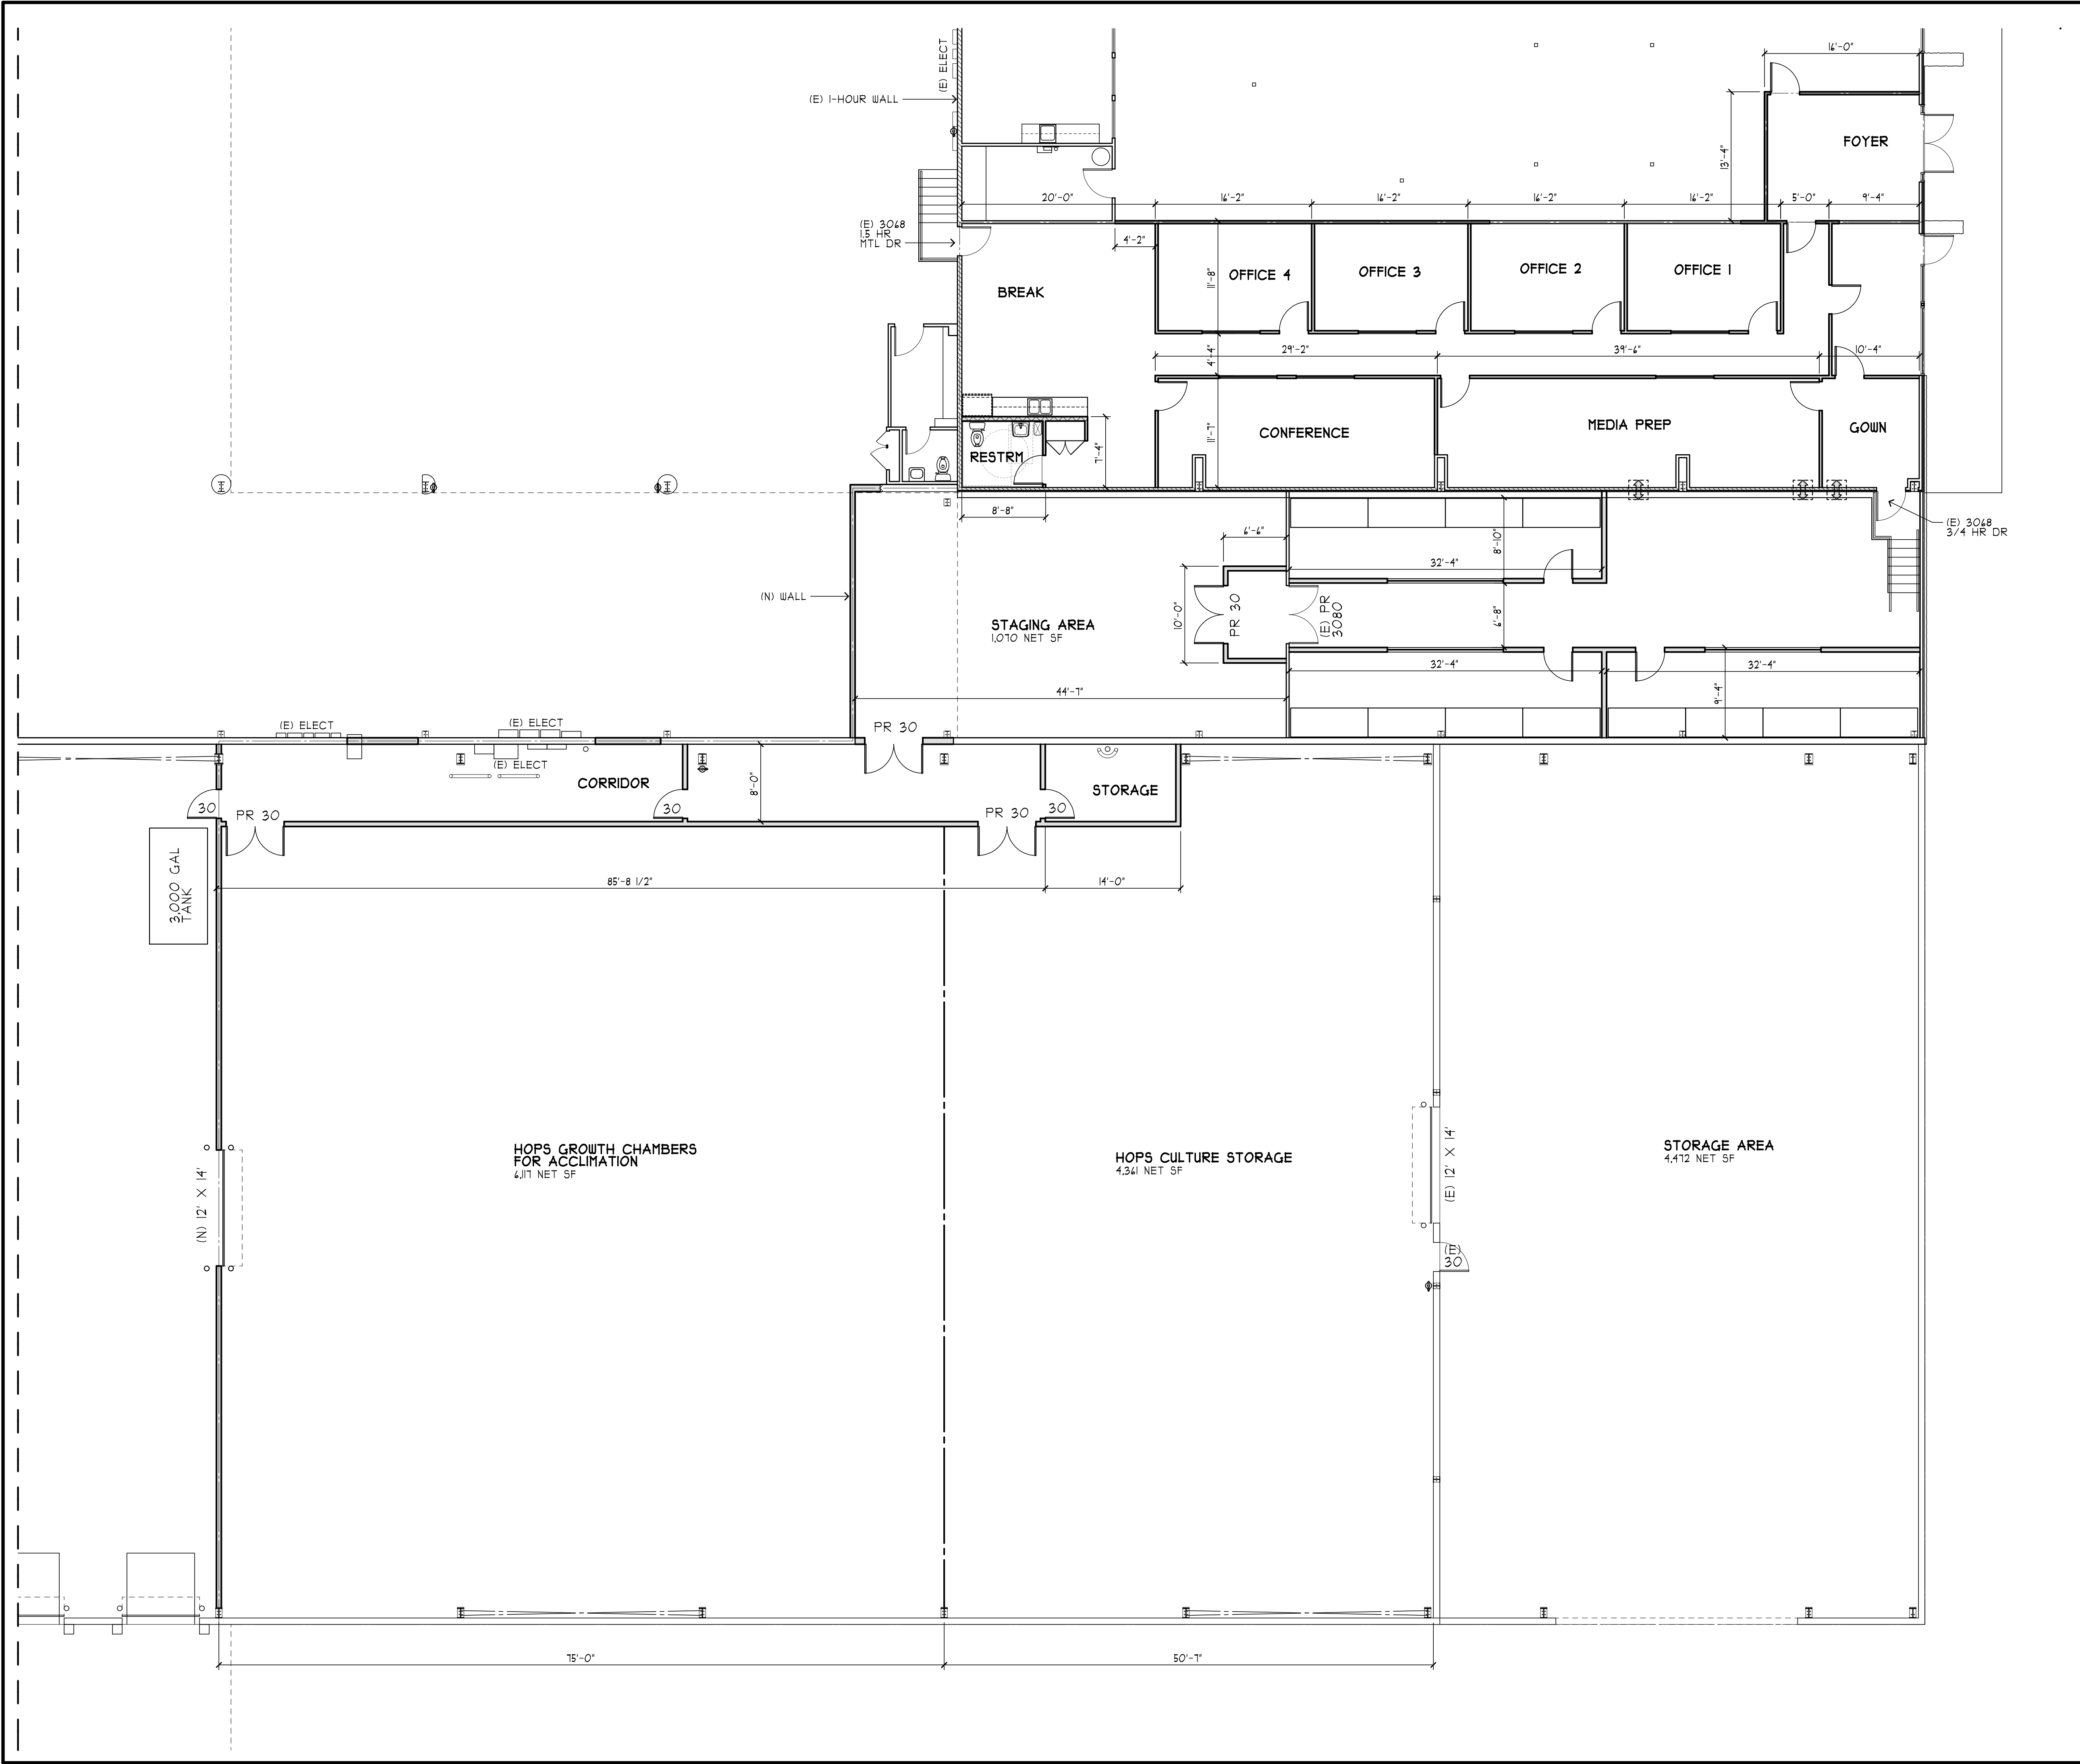 16'-0"
(E) ELECT
(E) 1-HOUR WALL
FOYER
13'-4"
20'-0"
16'-2"
16'-2"
16'-2"
16'-2"
5'-0"
9'-4"
(E) 3068
1.5 HR
MTL DR
4'-2"
OFFICE 4
OFFICE 3
OFFICE 2
OFFICE 1
11'-8"
BREAK
4'-4"
29'-2"
39'-6"
10'-4"
CONFERENCE
MEDIA PREP
GOWN
11'-7"
7'-4"
RESTRM
8'-8"
(E) 3068
3/4 HR DR
6'-6"
8'-10"
32'-4"
(N) WALL
10'-0"
PR 30
(E) PR
3080
6'-8"
STAGING AREA
1,070 NET SF
32'-4"
32'-4"
9'-4"
44'-7"
PR 30
(E) ELECT
(E) ELECT
(E) ELECT
CORRIDOR
8'-0"
STORAGE
30
PR 30
30
PR 30
30
3,000 GAL
TANK
85'-8 1/2"
14'-0"
(N) 12' X 14'
HOPS GROWTH CHAMBERS
FOR ACCLIMATION
6,117 NET SF
HOPS CULTURE STORAGE
4,361 NET SF
(E) 12' X 14'
STORAGE AREA
4,472 NET SF
(E)
30
75'-0"
50'-7"